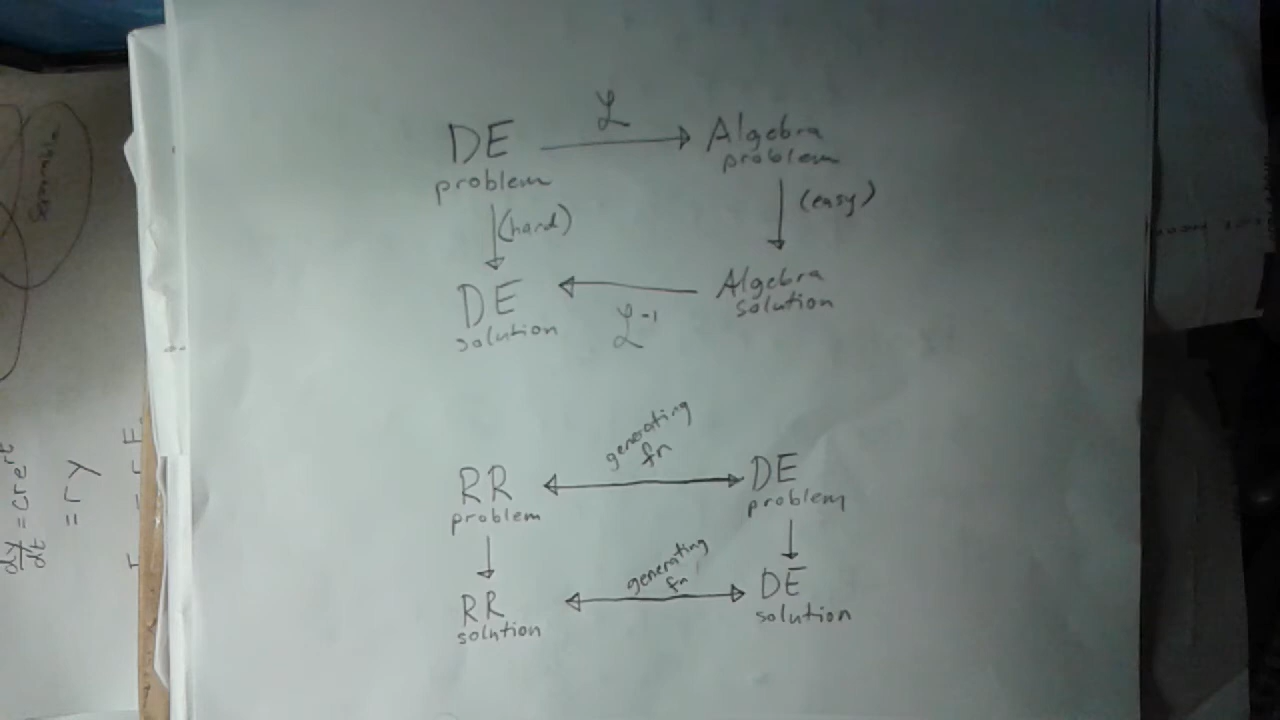 DE
problem
ℒ
Algebra
problem
(hard)
(easy)
DE
solution
ℒ⁻¹
Algebra
solution
RR
problem
generating
fn
DE
problem
RR
solution
generating
fn
DE
solution
dy/dt = cre^rt
= ry